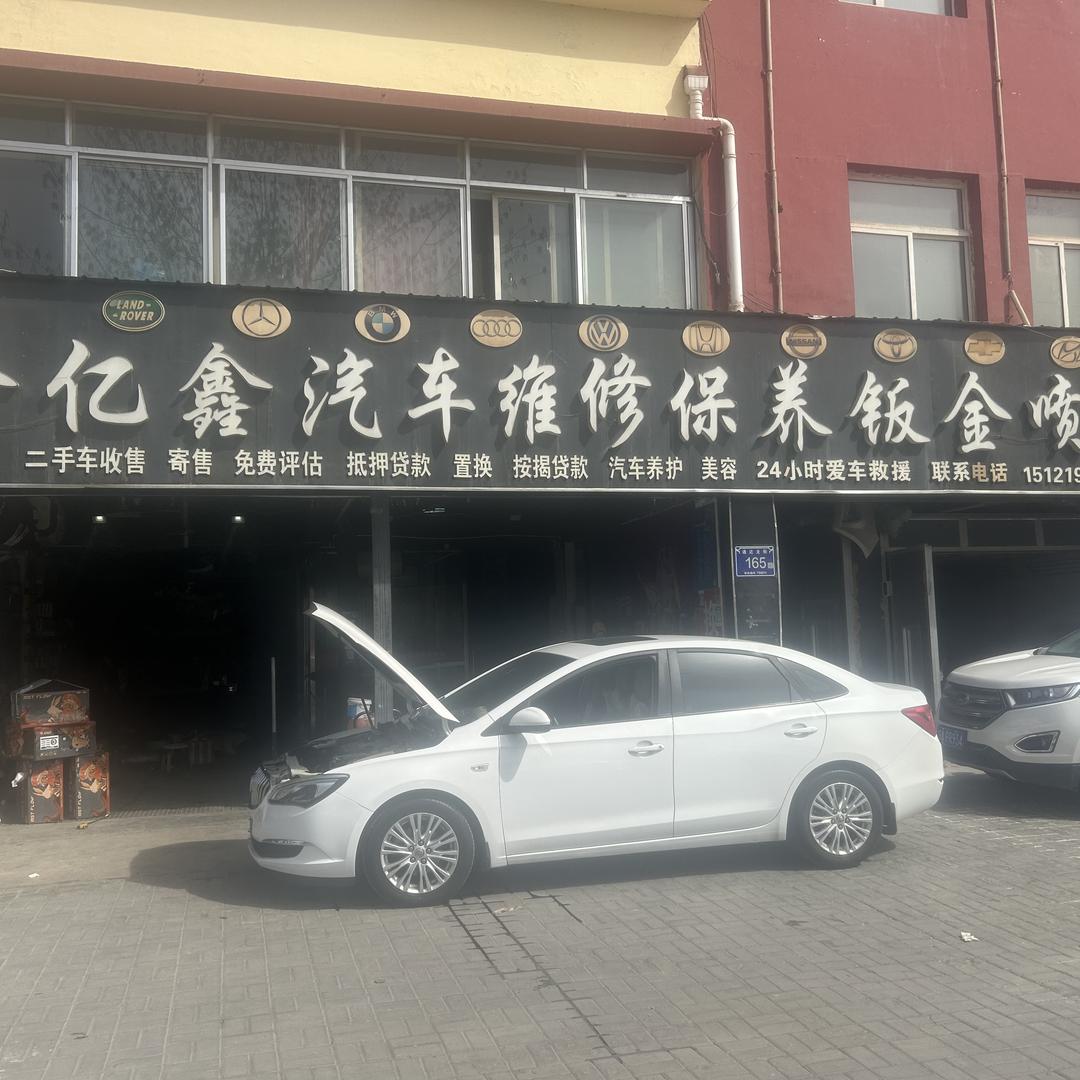 LAND-
-ROVER
BMW
NISSAN
亿鑫汽车维修保养钣金喷
二手车收售 寄售 免费评估 抵押贷款 置换 按揭贷款 汽车养护 美容 24小时爱车救援 联系电话 15121
165